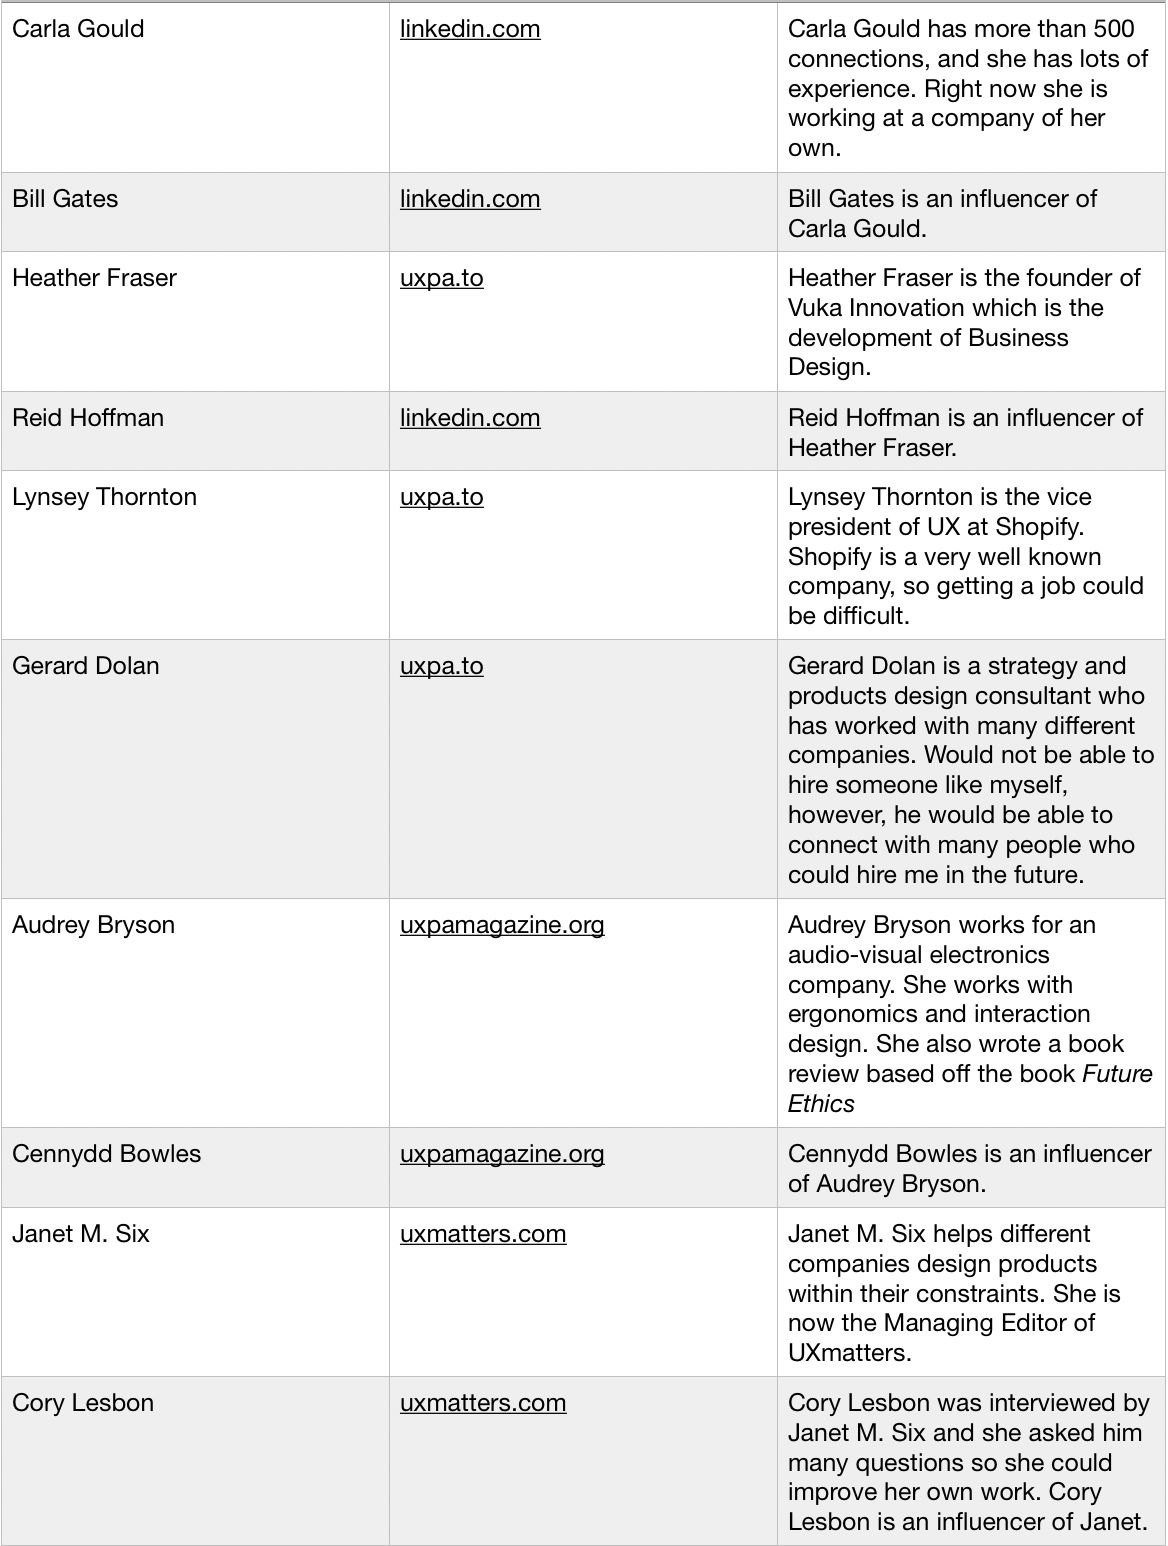 Carla Gould
linkedin.com
Carla Gould has more than 500
connections, and she has lots of
experience. Right now she is
working at a company of her
own.
Bill Gates
linkedin.com
Bill Gates is an influencer of
Carla Gould.
Heather Fraser
uxpa.to
Heather Fraser is the founder of
Vuka Innovation which is the
development of Business
Design.
Reid Hoffman
linkedin.com
Reid Hoffman is an influencer of
Heather Fraser.
Lynsey Thornton
uxpa.to
Lynsey Thornton is the vice
president of UX at Shopify.
Shopify is a very well known
company, so getting a job could
be difficult.
Gerard Dolan
uxpa.to
Gerard Dolan is a strategy and
products design consultant who
has worked with many different
companies. Would not be able to
hire someone like myself,
however, he would be able to
connect with many people who
could hire me in the future.
Audrey Bryson
uxpamagazine.org
Audrey Bryson works for an
audio-visual electronics
company. She works with
ergonomics and interaction
design. She also wrote a book
review based off the book Future
Ethics
Cennydd Bowles
uxpamagazine.org
Cennydd Bowles is an influencer
of Audrey Bryson.
Janet M. Six
uxmatters.com
Janet M. Six helps different
companies design products
within their constraints. She is
now the Managing Editor of
UXmatters.
Cory Lesbon
uxmatters.com
Cory Lesbon was interviewed by
Janet M. Six and she asked him
many questions so she could
improve her own work. Cory
Lesbon is an influencer of Janet.